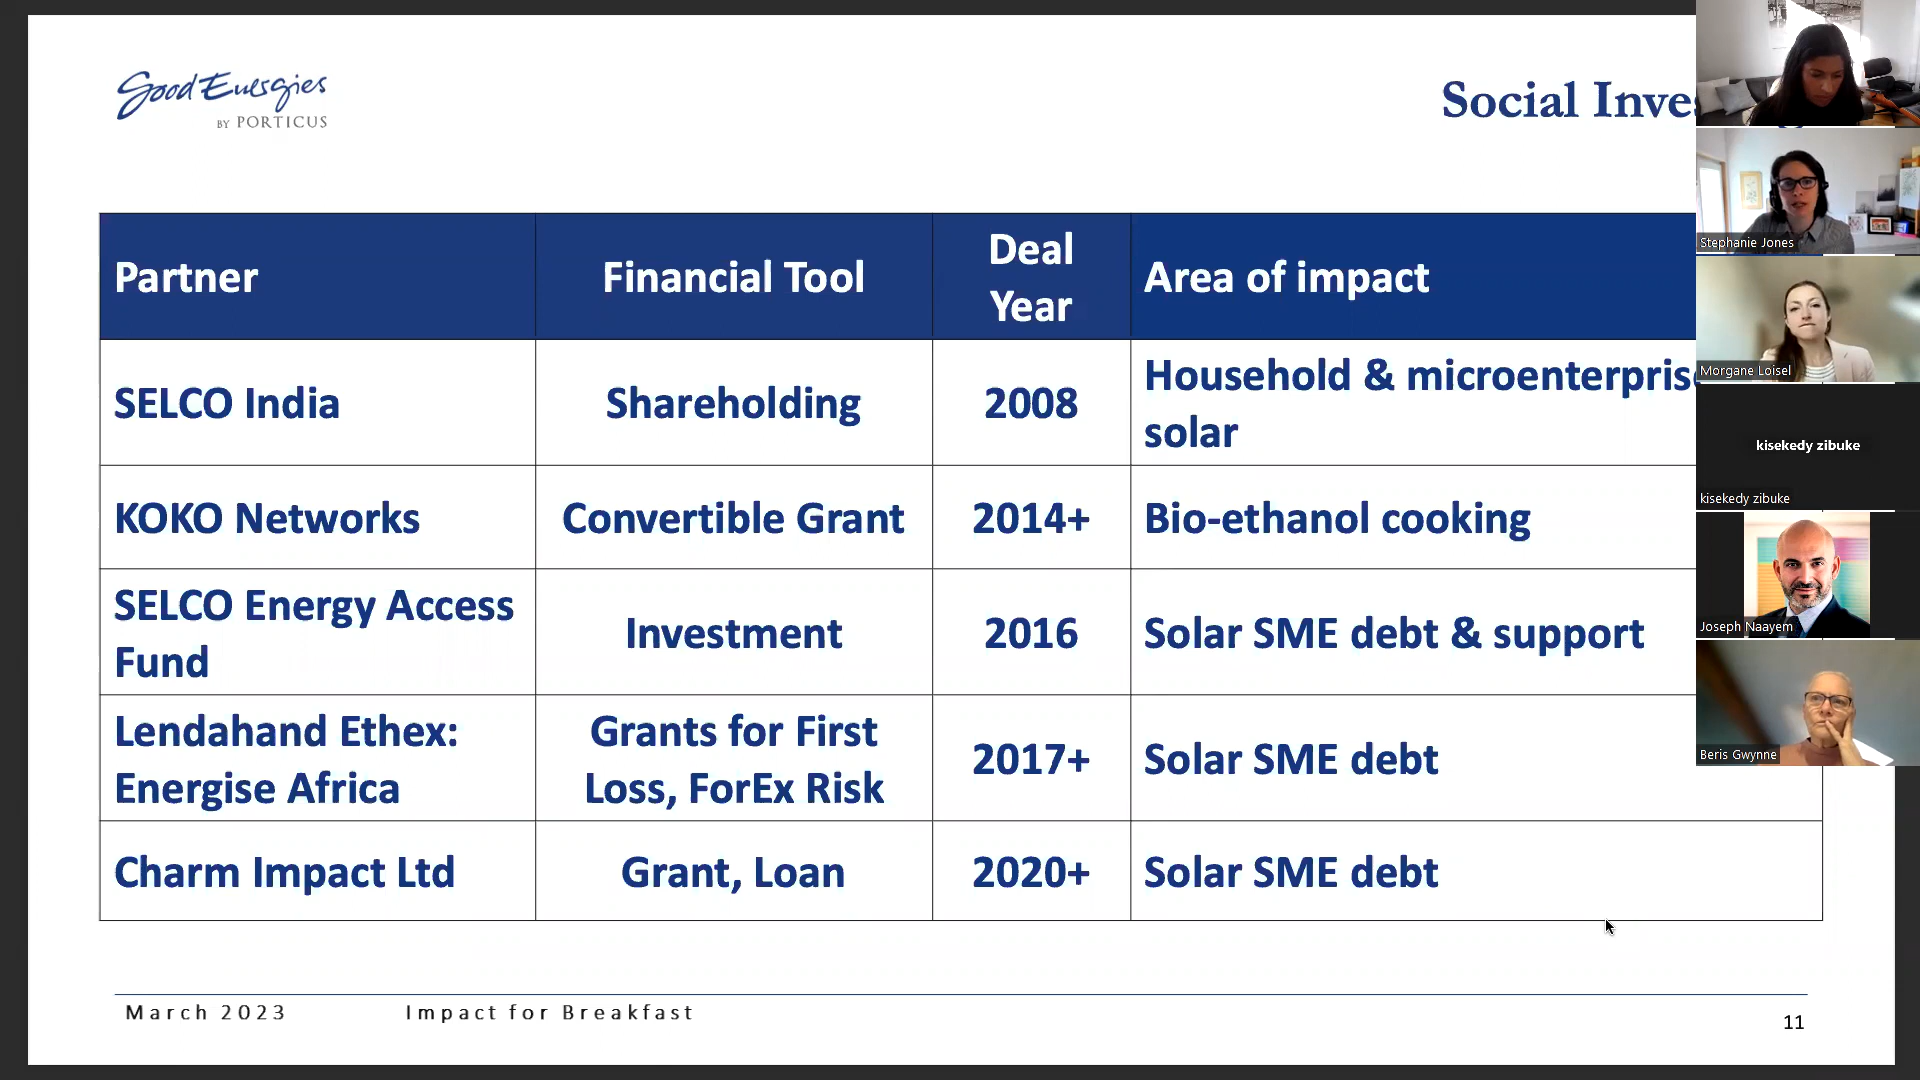 Good Energies
BY PORTICUS
Social Inves
Partner
Financial Tool
Deal
Year
Area of impact
SELCO India
Shareholding
2008
Household & microenterprise
solar
KOKO Networks
Convertible Grant
2014+
Bio-ethanol cooking
SELCO Energy Access
Fund
Investment
2016
Solar SME debt & support
Lendahand Ethex:
Energise Africa
Grants for First
Loss, ForEx Risk
2017+
Solar SME debt
Charm Impact Ltd
Grant, Loan
2020+
Solar SME debt
March 2023
Impact for Breakfast
11
Stephanie Jones
Morgane Loisel
kisekedy zibuke
kisekedy zibuke
Joseph Naayem
Beris Gwynne